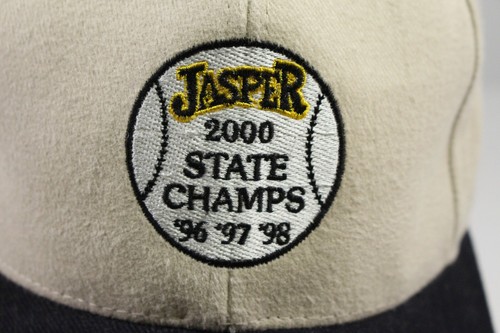 JASPER
2000
STATE
CHAMPS
'96 '97 '98